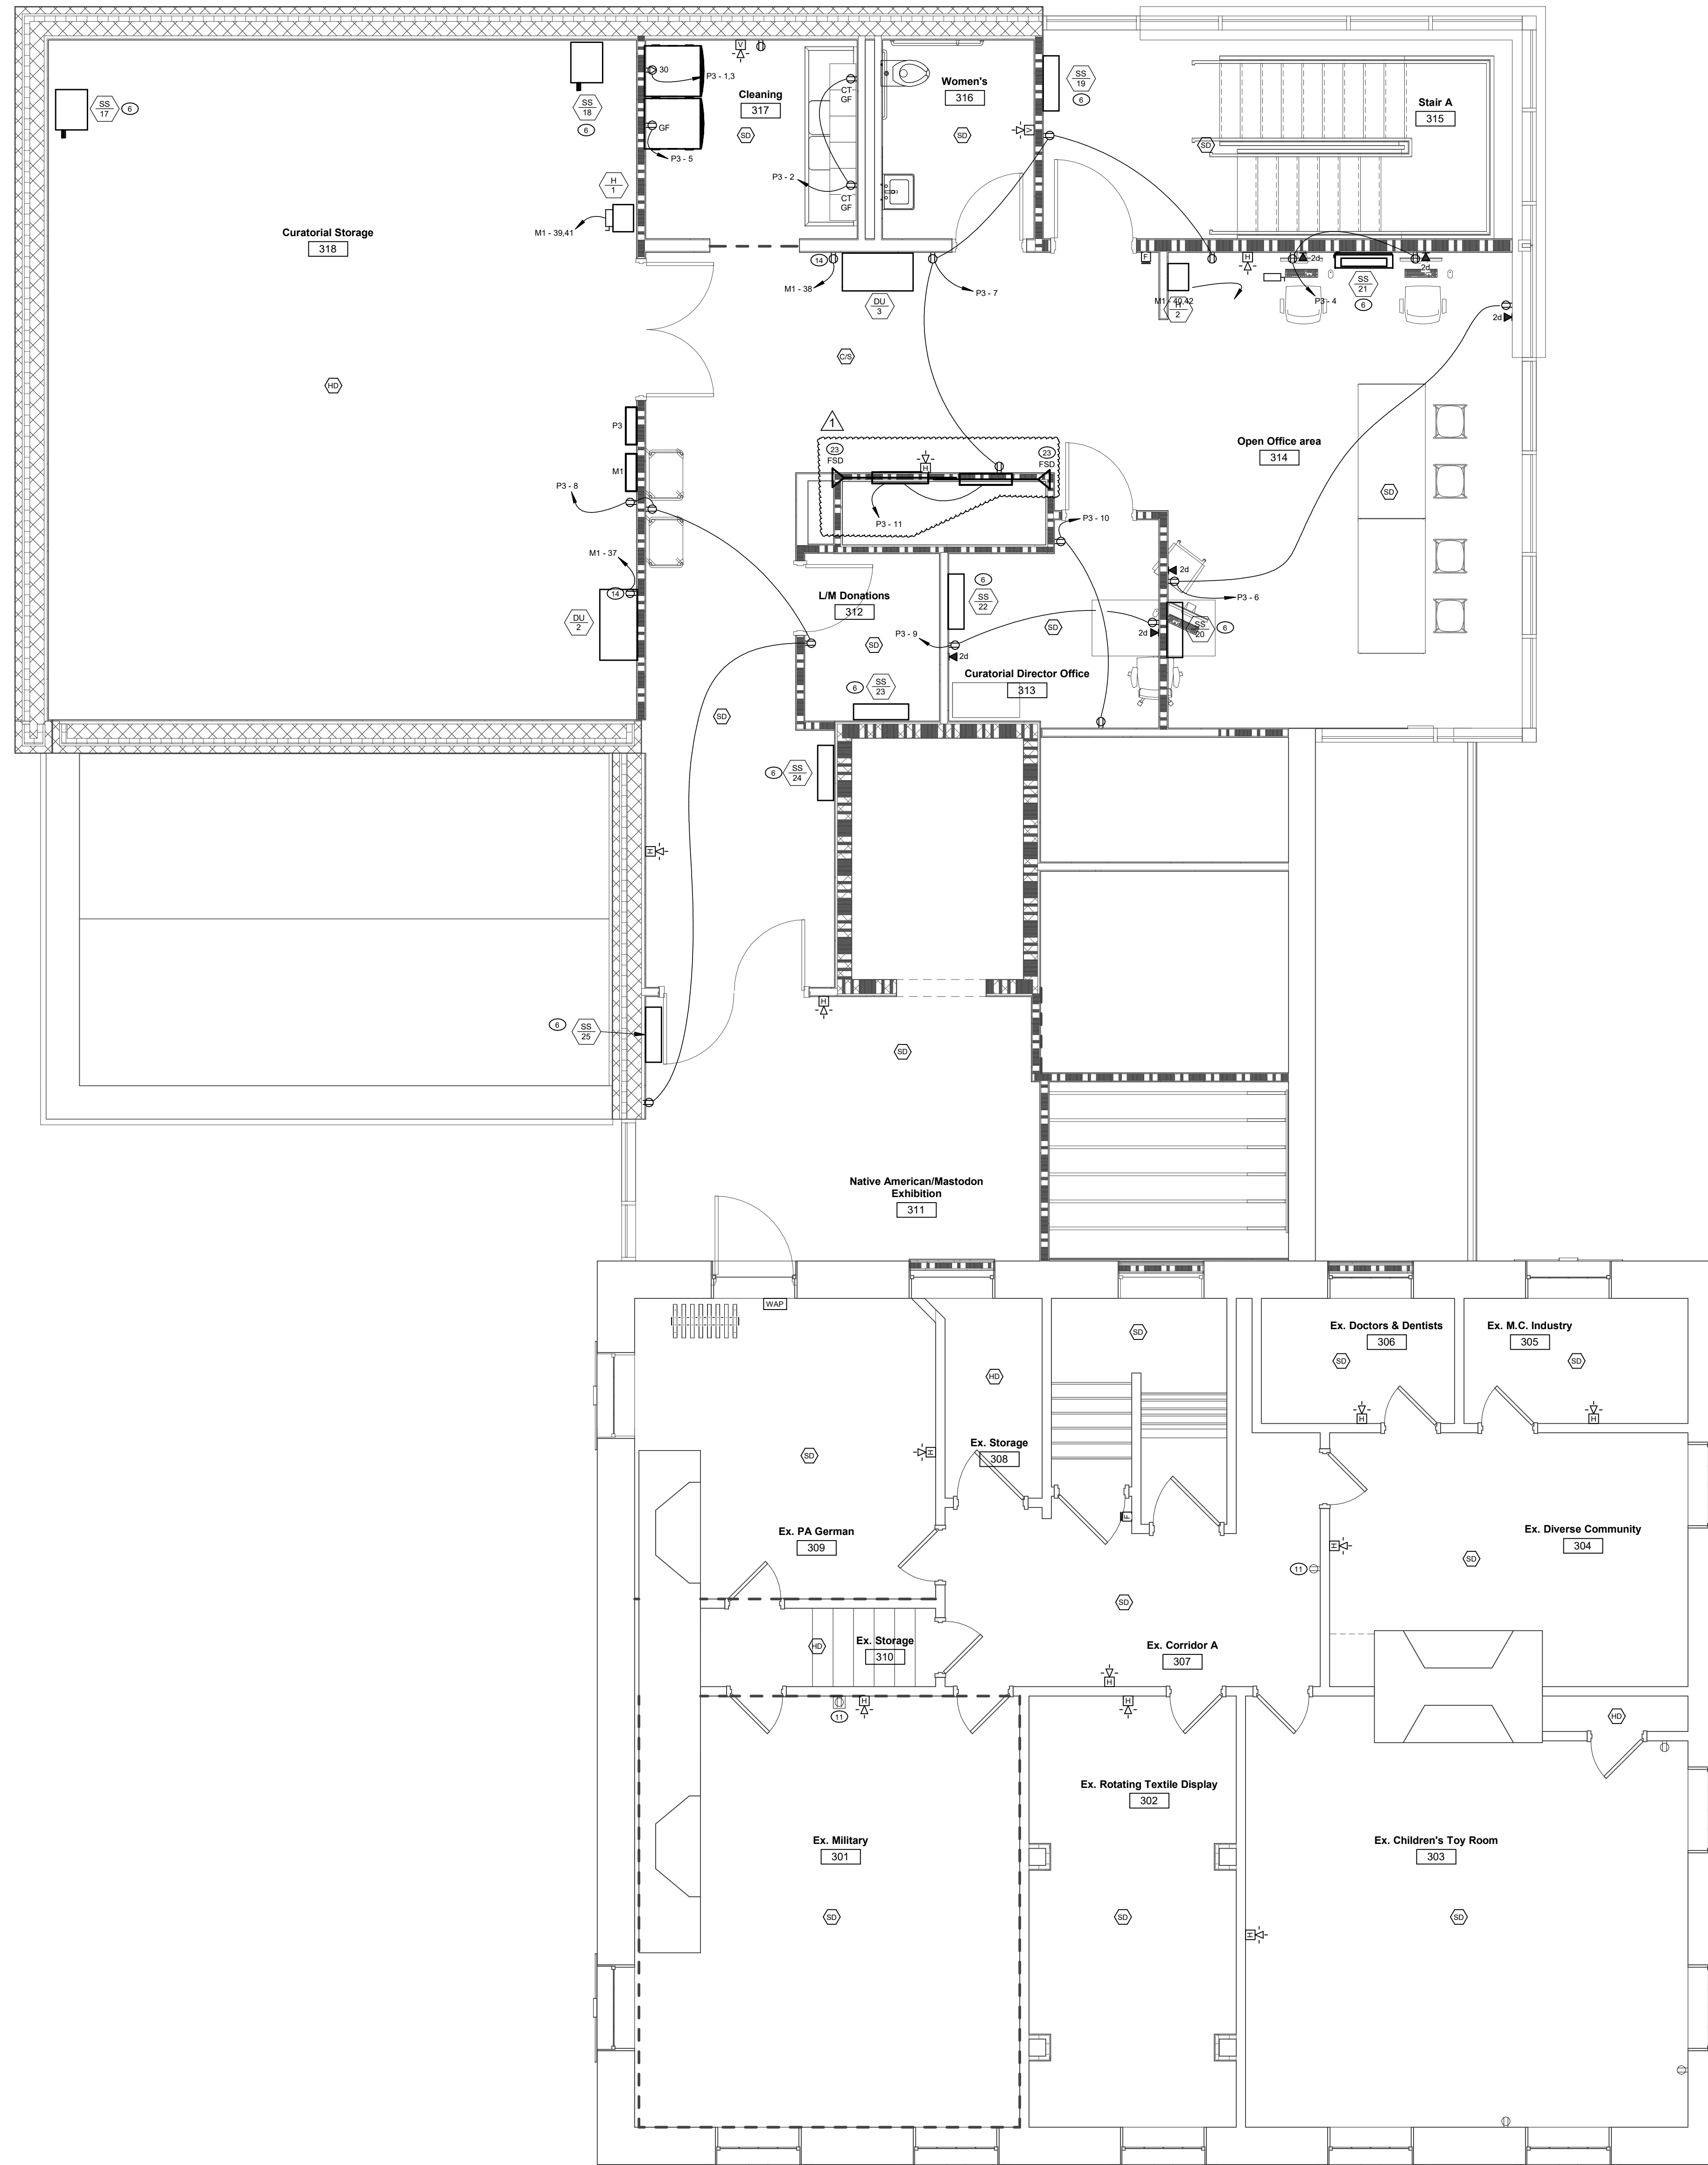 SS
17
6
SS
18
6
30
P3 - 1,3
GF
P3 - 5
V
Cleaning
317
SD
CT
GF
P3 - 2
CT
GF
Women's
316
SD
V
SS
19
6
Stair A
315
SD
H
1
M1 - 39,41
Curatorial Storage
318
HD
14
M1 - 38
DU
3
P3 - 7
F
M1 - 40,42
H
2
H
2d
P3 - 4
SS
21
6
2d
2d
C/S
P3
M1
P3 - 8
M1 - 37
14
DU
2
1
23
FSD
H
23
FSD
P3 - 11
P3 - 10
Open Office area
314
SD
2d
P3 - 6
L/M Donations
312
SD
6
SS
22
SD
2d
SS
20
6
P3 - 9
2d
Curatorial Director Office
313
6
SS
23
SD
6
SS
24
H
H
6
SS
25
SD
Native American/Mastodon
Exhibition
311
WAP
SD
HD
Ex. Doctors & Dentists
306
SD
H
Ex. M.C. Industry
305
SD
H
SD
H
Ex. Storage
308
F
Ex. PA German
309
Ex. Diverse Community
304
H
SD
11
SD
HD
Ex. Storage
310
Ex. Corridor A
307
H
11
H
H
HD
Ex. Rotating Textile Display
302
Ex. Military
301
Ex. Children's Toy Room
303
SD
SD
SD
H